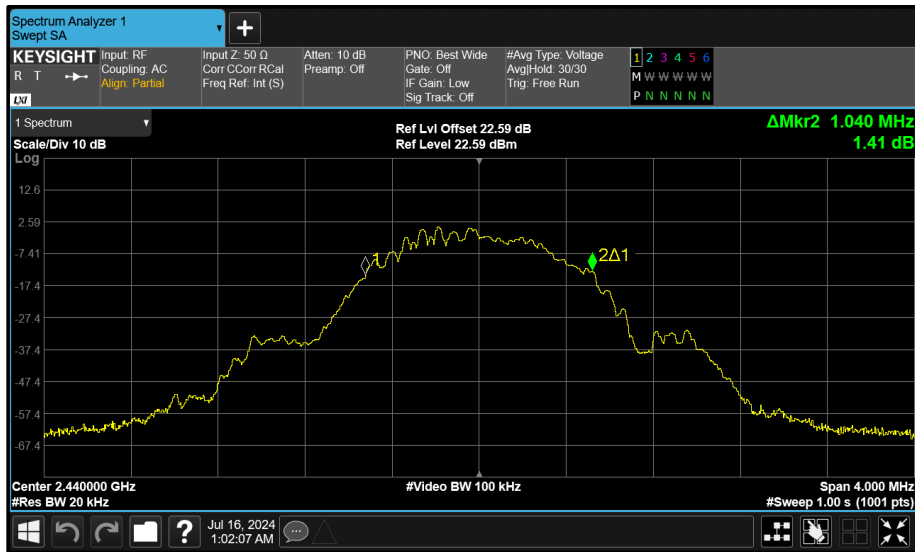 Spectrum Analyzer 1
Swept SA
KEYSIGHT
R T
LXI
Input: RF
Coupling: AC
Align: Partial
Input Z: 50 Ω
Corr CCorr RCal
Freq Ref: Int (S)
Atten: 10 dB
Preamp: Off
PNO: Best Wide
Gate: Off
IF Gain: Low
Sig Track: Off
#Avg Type: Voltage
Avg|Hold: 30/30
Trig: Free Run
1 2 3 4 5 6
M W W W W W
P N N N N N
1 Spectrum
Scale/Div 10 dB
Ref Lvl Offset 22.59 dB
Ref Level 22.59 dBm
ΔMkr2 1.040 MHz
1.41 dB
Log
12.6
2.59
-7.41
-17.4
-27.4
-37.4
-47.4
-57.4
-67.4
1
2Δ1
Center 2.440000 GHz
#Res BW 20 kHz
#Video BW 100 kHz
Span 4.000 MHz
#Sweep 1.00 s (1001 pts)
?
Jul 16, 2024
1:02:07 AM